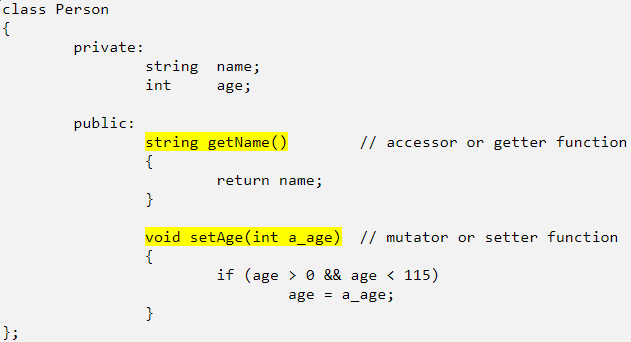 class Person
{
private:
string name;
int age;
public:
string getName() // accessor or getter function
{
return name;
}
void setAge(int a_age) // mutator or setter function
{
if (age > 0 && age < 115)
age = a_age;
}
};